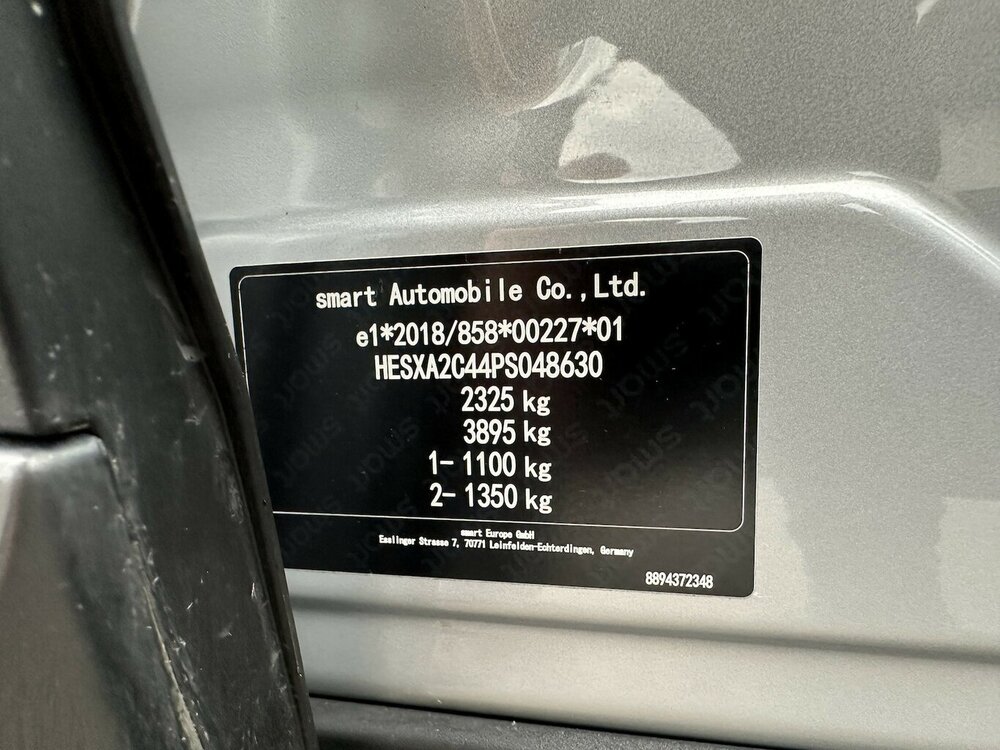 smart Automobile Co.,Ltd.
e1*2018/858*00227*01
HESXA2C44PS048630
2325 kg
3895 kg
1- 1100 kg
2- 1350 kg
smart Europe GmbH
Esslinger Strasse 7, 70771 Leinfelden-Echterdingen, Germany
8894372348